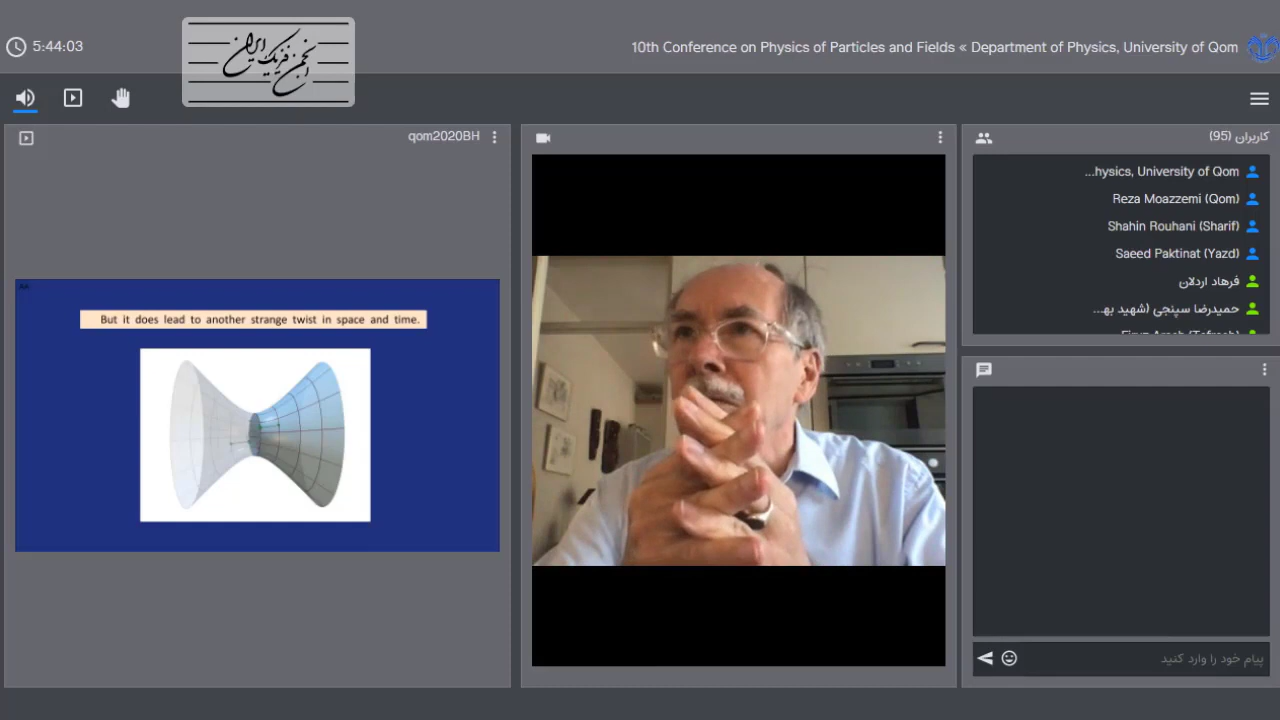 5:44:03
انجمن فیزیک ایران
10th Conference on Physics of Particles and Fields « Department of Physics, University of Qom
qom2020BH
But it does lead to another strange twist in space and time.
کاربران (95)
...hysics, University of Qom
Reza Moazzemi (Qom)
Shahin Rouhani (Sharif)
Saeed Paktinat (Yazd)
فرهاد اردلان
حمیدرضا سپنجی (شهید به...
پیام خود را وارد کنید